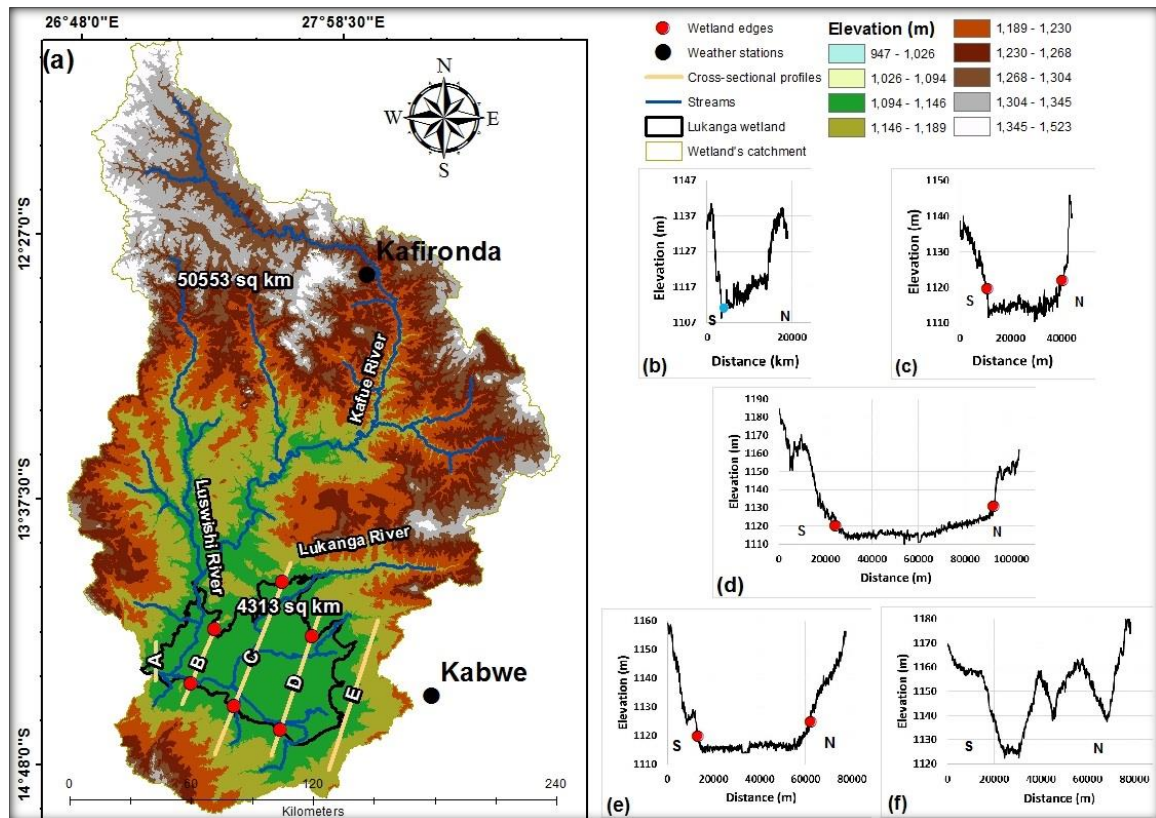 26°48'0"E
27°58'30"E
(a)
N
W
E
S
12°27'0"S
13°37'30"S
14°48'0"S
Kafironda
50553 sq km
Kafue River
Luswishi River
Lukanga River
4313 sq km
A
B
C
D
E
Kabwe
0
60
120
240
Kilometers
Wetland edges
Weather stations
Cross-sectional profiles
Streams
Lukanga wetland
Wetland's catchment
Elevation (m)
947 - 1,026
1,026 - 1,094
1,094 - 1,146
1,146 - 1,189
1,189 - 1,230
1,230 - 1,268
1,268 - 1,304
1,304 - 1,345
1,345 - 1,523
1147
1137
1127
1117
1107
Elevation (m)
S
N
0
20000
Distance (km)
(b)
1150
1140
1130
1120
1110
Elevation (m)
S
N
0
20000
40000
Distance (m)
(c)
1190
1180
1170
1160
1150
1140
1130
1120
1110
Elevation (m)
S
N
0
20000
40000
60000
80000
100000
Distance (m)
(d)
1160
1150
1140
1130
1120
1110
Elevation (m)
S
N
0
20000
40000
60000
80000
Distance (m)
(e)
1180
1170
1160
1150
1140
1130
1120
Elevation (m)
S
N
0
20000
40000
60000
80000
Distance (m)
(f)